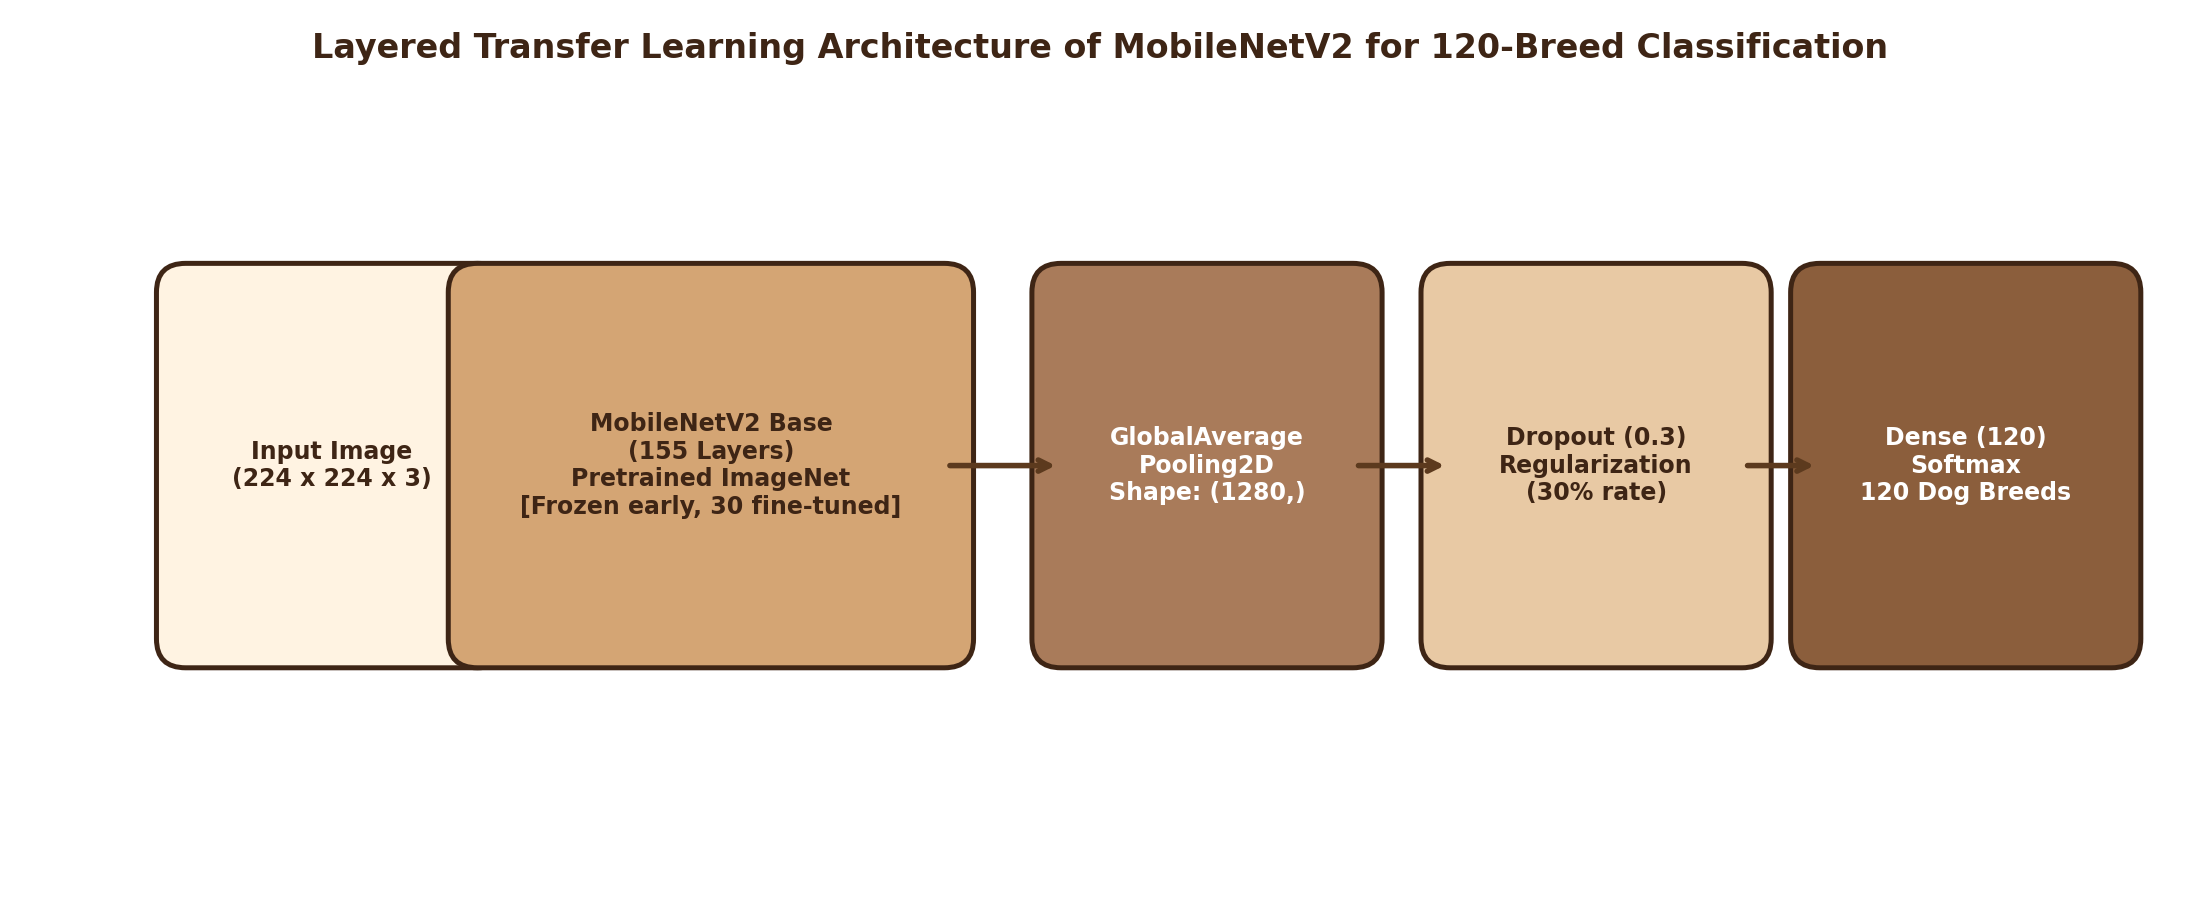 Layered Transfer Learning Architecture of MobileNetV2 for 120-Breed Classification
Input Image
(224 x 224 x 3)
MobileNetV2 Base
(155 Layers)
Pretrained ImageNet
[Frozen early, 30 fine-tuned]
GlobalAverage
Pooling2D
Shape: (1280,)
Dropout (0.3)
Regularization
(30% rate)
Dense (120)
Softmax
120 Dog Breeds